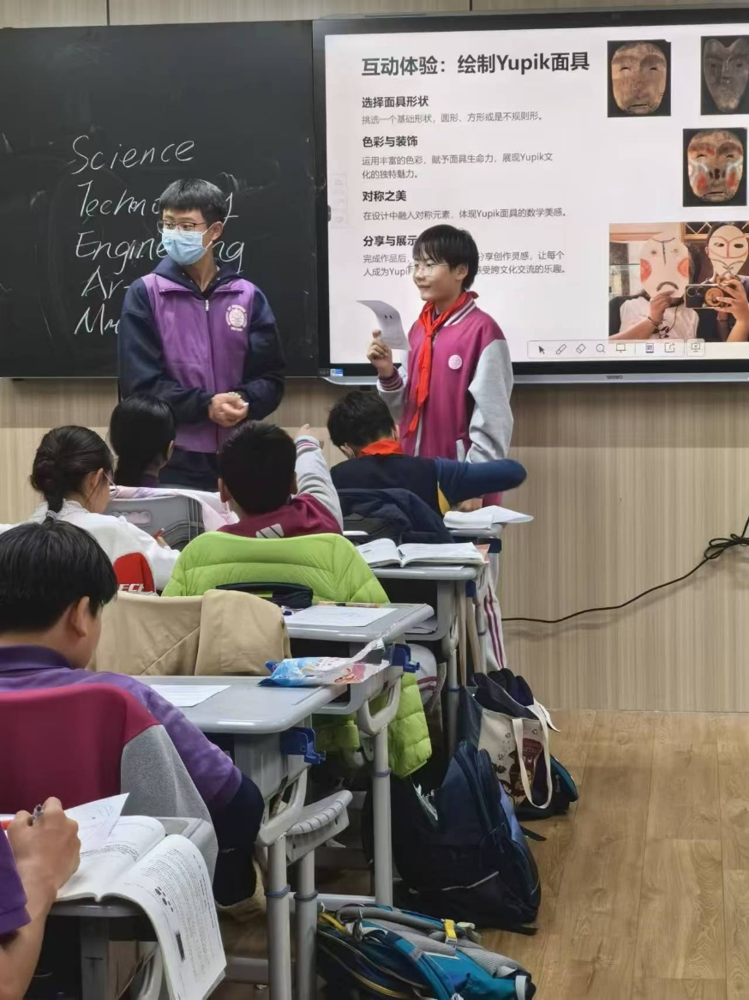 Science
Engineering
互动体验：绘制Yupik面具
选择面具形状
挑选一个基础形状，圆形、方形或是不规则形。
色彩与装饰
运用丰富的色彩，赋予面具生命力，展现Yupik文
化的独特魅力。
对称之美
在设计中融入对称元素，体现Yupik面具的数学美感。
分享与展示
完成作品后，
分享创作灵感，让每个
人成为Yupi
受跨文化交流的乐趣。